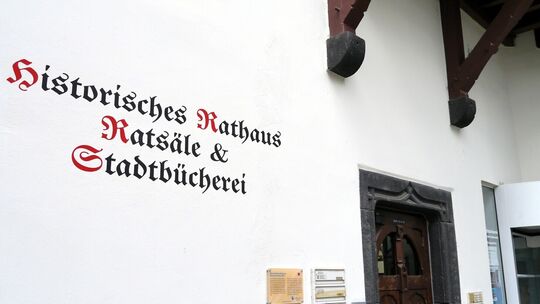 Historisches Rathaus
Ratsäle &
Stadtbücherei